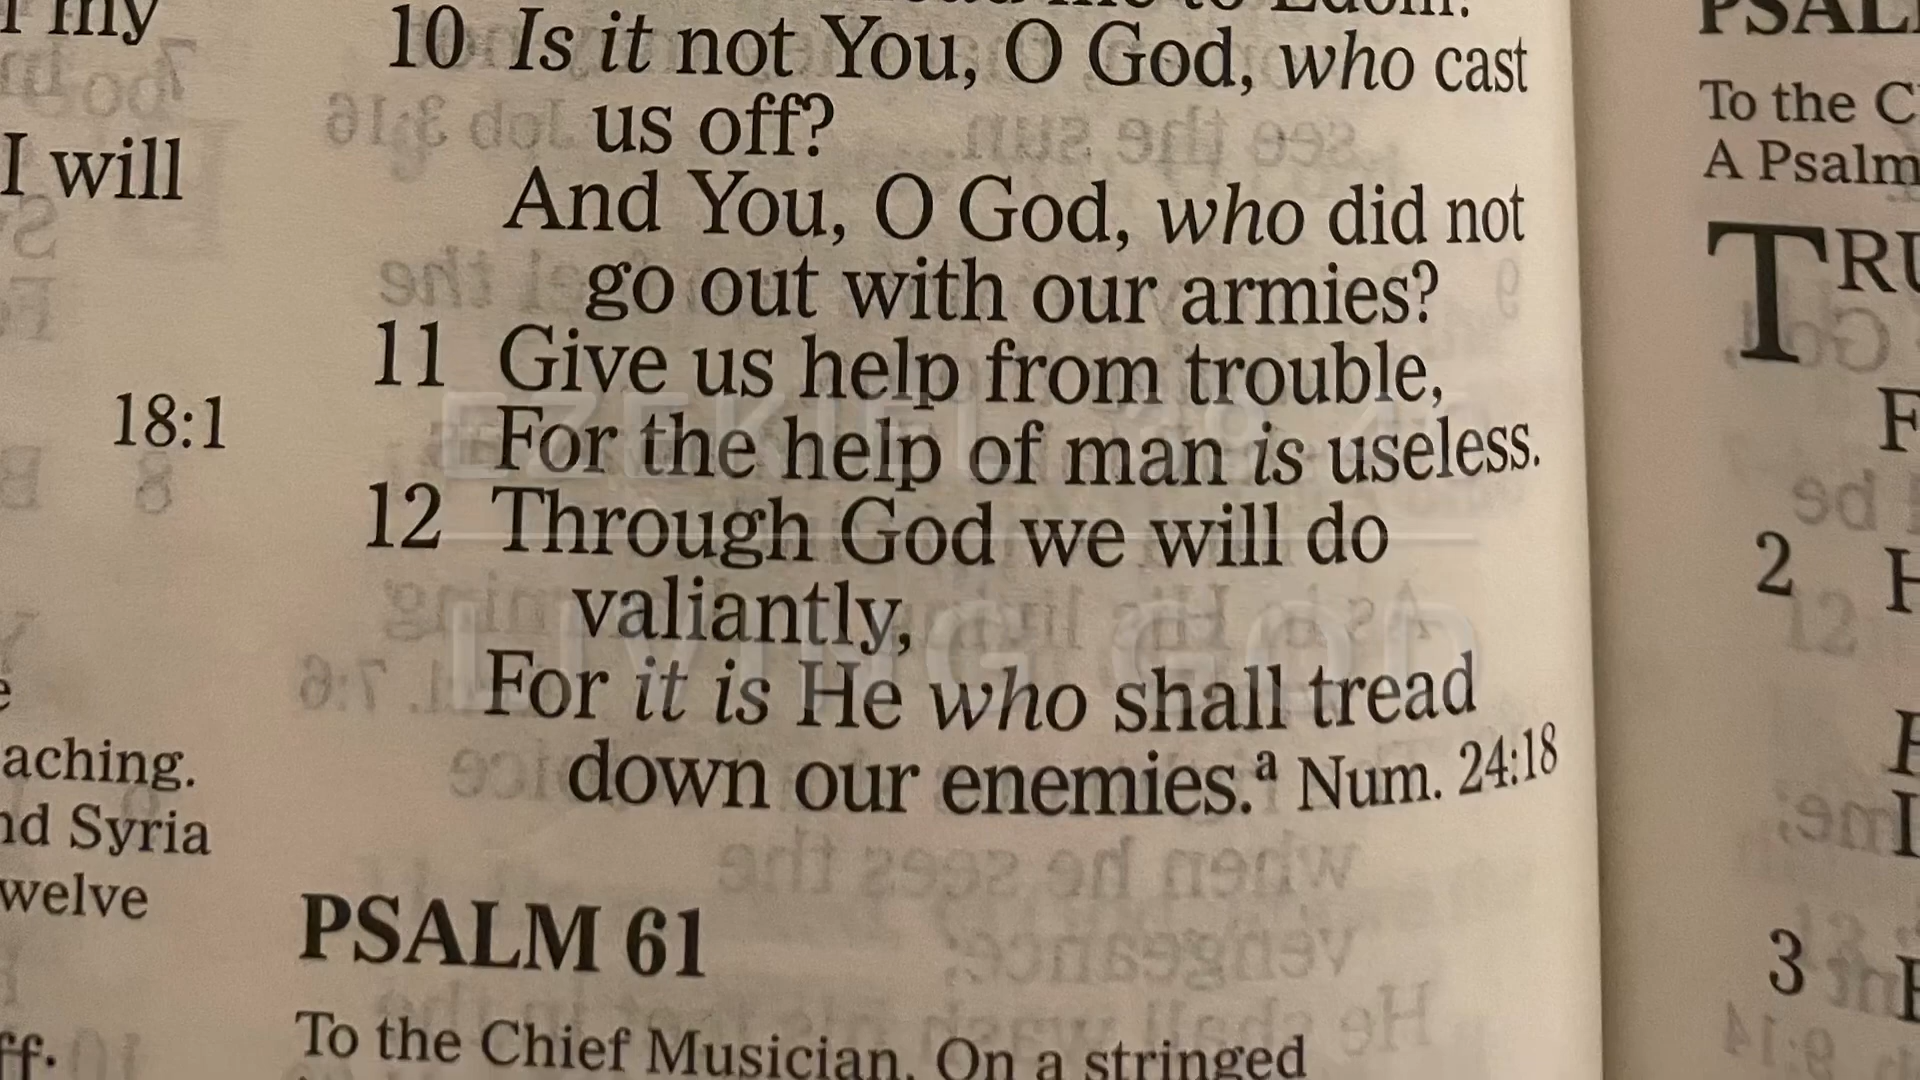 my
I will
18:1
aching.
nd Syria
welve
ff.
10 Is it not You, O God, who cast
us off?
And You, O God, who did not
go out with our armies?
11 Give us help from trouble,
For the help of man is useless.
12 Through God we will do
valiantly,
For it is He who shall tread
down our enemies.ª Num. 24:18
PSALM 61
To the Chief Musician. On a stringed
To the C
A Psalm
TRU
2
3
LIVING GOD